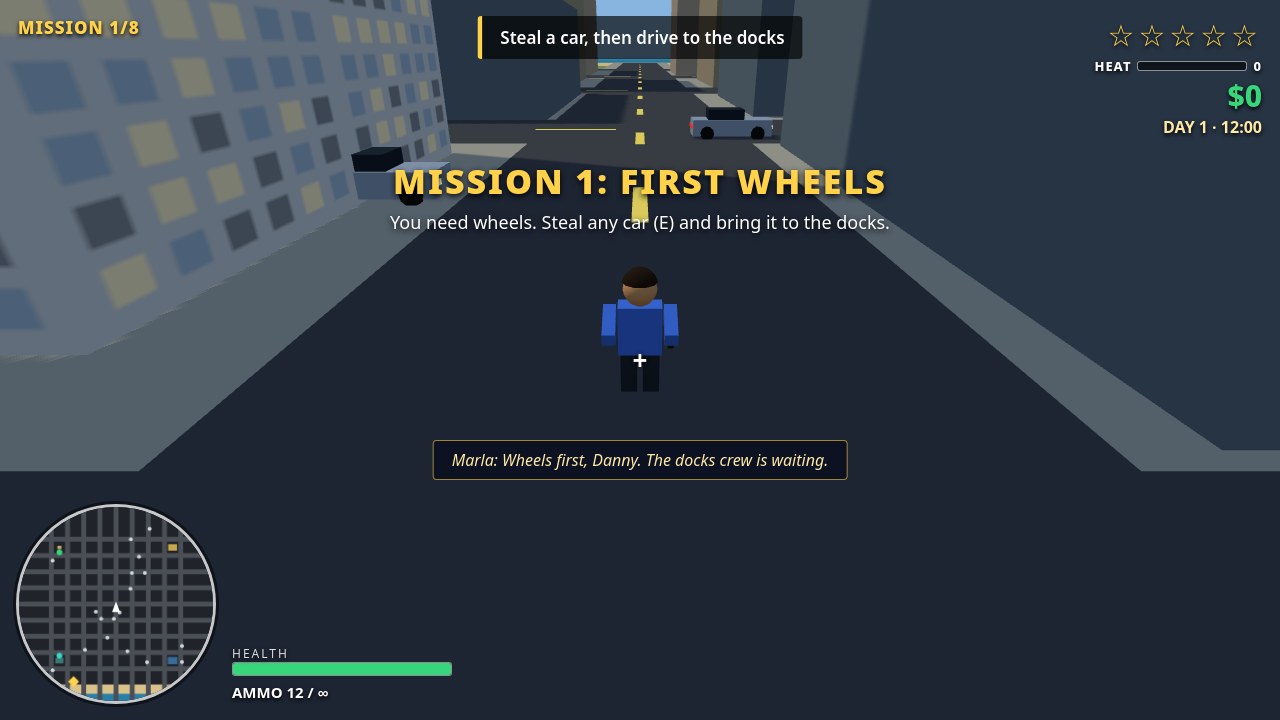 MISSION 1/8
Steal a car, then drive to the docks
☆☆☆☆☆
HEAT 0
$0
DAY 1 · 12:00
MISSION 1: FIRST WHEELS
You need wheels. Steal any car (E) and bring it to the docks.
Marla: Wheels first, Danny. The docks crew is waiting.
HEALTH
AMMO 12 / ∞